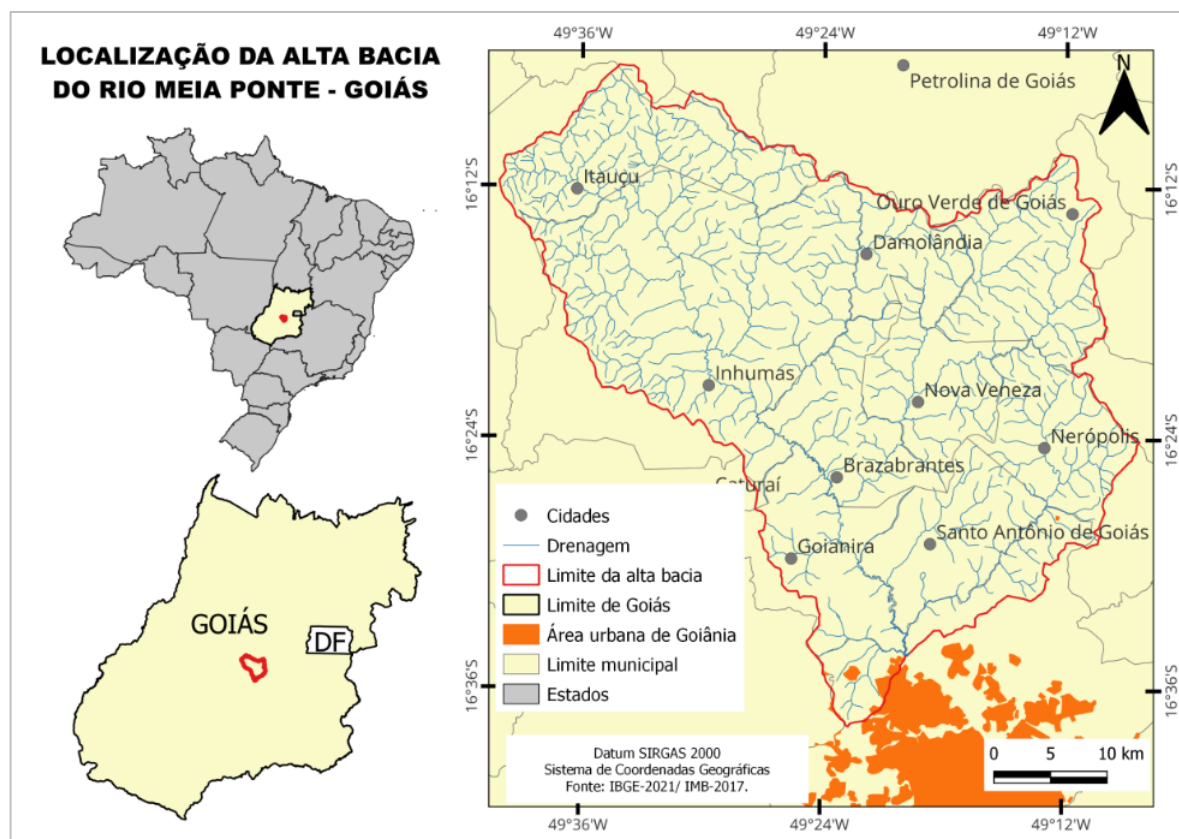 LOCALIZAÇÃO DA ALTA BACIA
DO RIO MEIA PONTE - GOIÁS
GOIÁS
DF
49°36'W
49°24'W
49°12'W
N
Petrolina de Goiás
16°12'S
16°12'S
Itauçu
Ouro Verde de Goiás
Damolândia
Inhumas
Nova Veneza
16°24'S
16°24'S
Nerópolis
Brazabrantes
Caturaí
Santo Antônio de Goiás
Goianira
Cidades
Drenagem
Limite da alta bacia
Limite de Goiás
Área urbana de Goiânia
Limite municipal
Estados
16°36'S
16°36'S
Datum SIRGAS 2000
Sistema de Coordenadas Geográficas
Fonte: IBGE-2021/ IMB-2017.
0 5 10 km
49°36'W
49°24'W
49°12'W